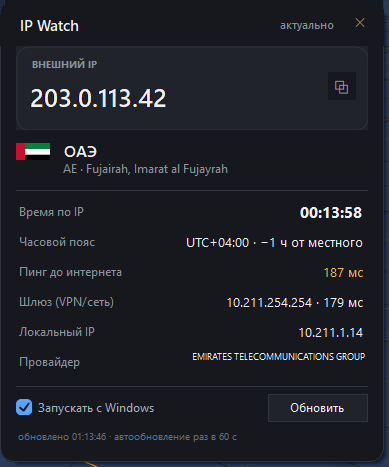 IP Watch актуально ×
ВНЕШНИЙ IP
203.0.113.42
ОАЭ
AE · Fujairah, Imarat al Fujayrah
Время по IP 00:13:58
Часовой пояс UTC+04:00 · −1 ч от местного
Пинг до интернета 187 мс
Шлюз (VPN/сеть) 10.211.254.254 · 179 мс
Локальный IP 10.211.1.14
Провайдер EMIRATES TELECOMMUNICATIONS GROUP
Запускать с Windows Обновить
обновлено 01:13:46 · автообновление раз в 60 с